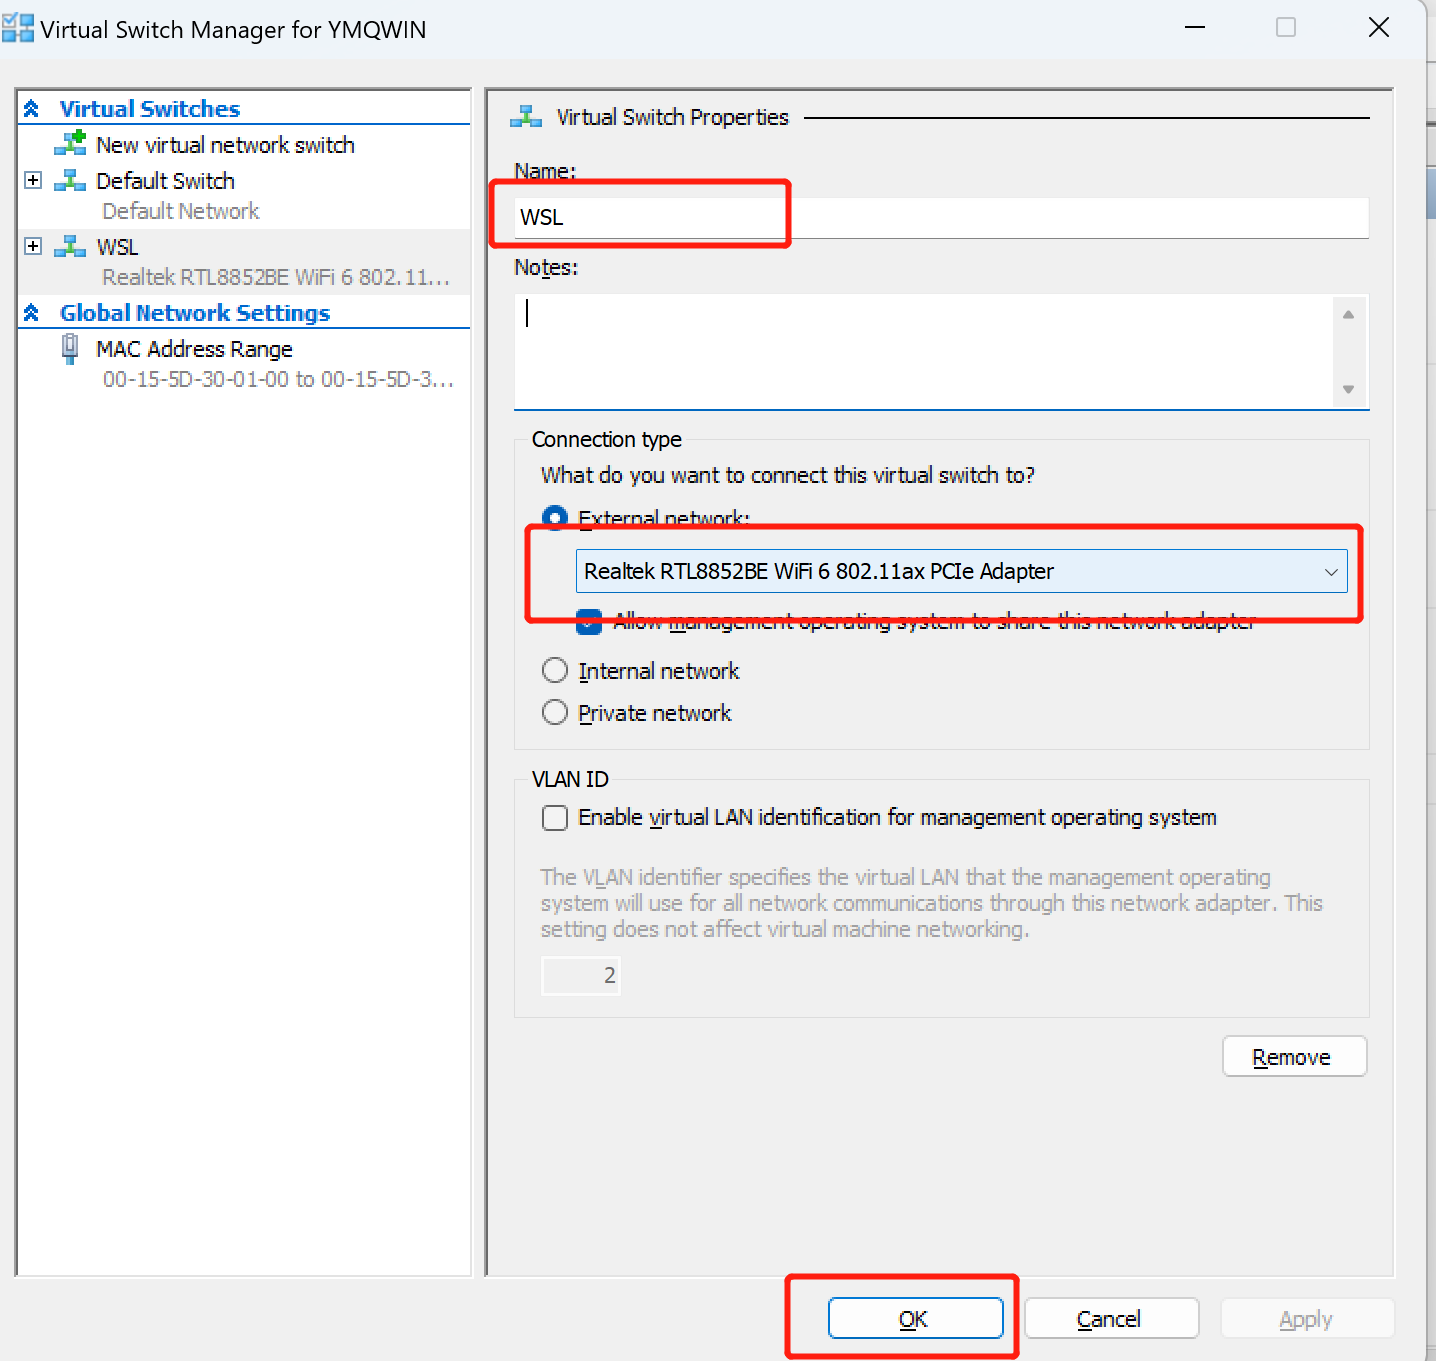 Virtual Switch Manager for YMQWIN
Virtual Switches
New virtual network switch
Default Switch
Default Network
WSL
Realtek RTL8852BE WiFi 6 802.11...
Global Network Settings
MAC Address Range
00-15-5D-30-01-00 to 00-15-5D-3...
Virtual Switch Properties
Name:
WSL
Notes:
Connection type
What do you want to connect this virtual switch to?
External network:
Realtek RTL8852BE WiFi 6 802.11ax PCIe Adapter
Allow management operating system to share this network adapter
Internal network
Private network
VLAN ID
Enable virtual LAN identification for management operating system
The VLAN identifier specifies the virtual LAN that the management operating
system will use for all network communications through this network adapter. This
setting does not affect virtual machine networking.
2
Remove
OK
Cancel
Apply